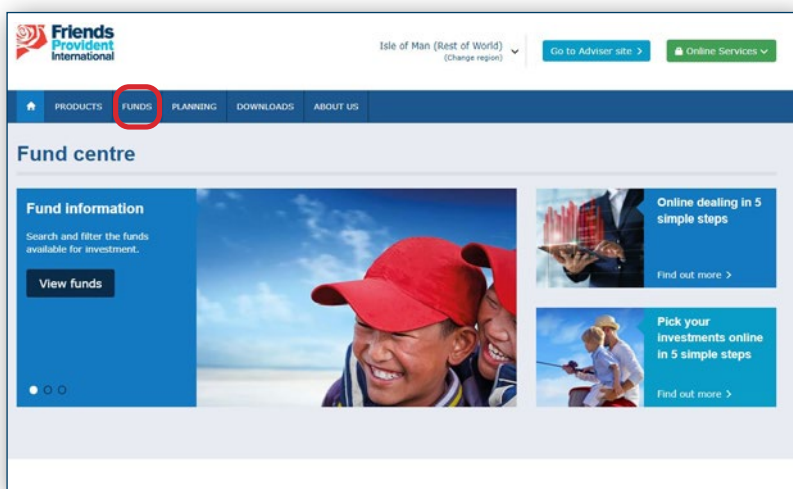 Friends
Provident
International
Isle of Man (Rest of World)
(Change region)
Go to Adviser site >
Online Services
PRODUCTS FUNDS PLANNING DOWNLOADS ABOUT US
Fund centre
Fund information
Search and filter the funds
available for investment.
View funds
Online dealing in 5
simple steps
Find out more >
Pick your
investments online
in 5 simple steps
Find out more >